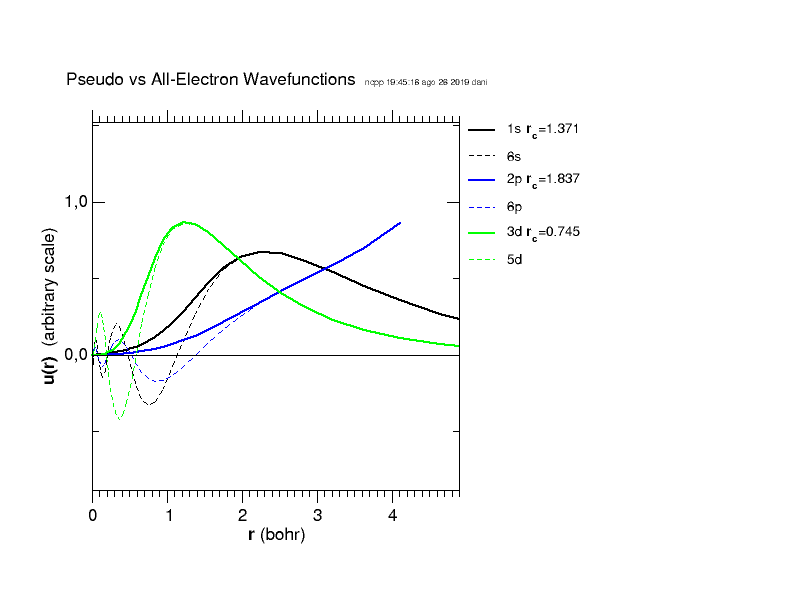 Pseudo vs All-Electron Wavefunctions ncpp 19:45:16 ago 26 2019 dani
1s rc=1.371
6s
2p rc=1.837
6p
3d rc=0.745
5d
1,0
0,0
u(r) (arbitrary scale)
0 1 2 3 4
r (bohr)